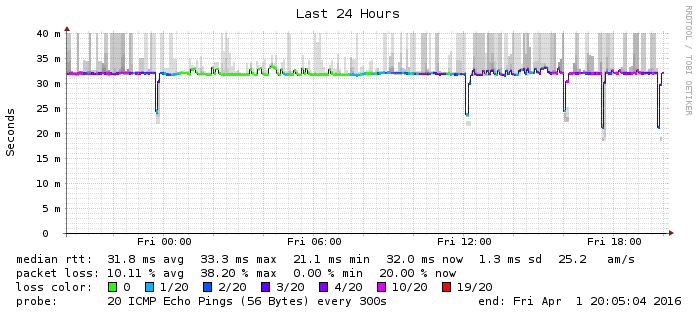 Last 24 Hours
RRDTOOL / TOBI OETIKER
Seconds
40 m
35 m
30 m
25 m
20 m
15 m
10 m
5 m
0
Fri 00:00 Fri 06:00 Fri 12:00 Fri 18:00
median rtt: 31.8 ms avg 33.3 ms max 21.1 ms min 32.0 ms now 1.3 ms sd 25.2 am/s
packet loss: 10.11 % avg 38.20 % max 0.00 % min 20.00 % now
loss color: 0 1/20 2/20 3/20 4/20 10/20 19/20
probe: 20 ICMP Echo Pings (56 Bytes) every 300s end: Fri Apr 1 20:05:04 2016